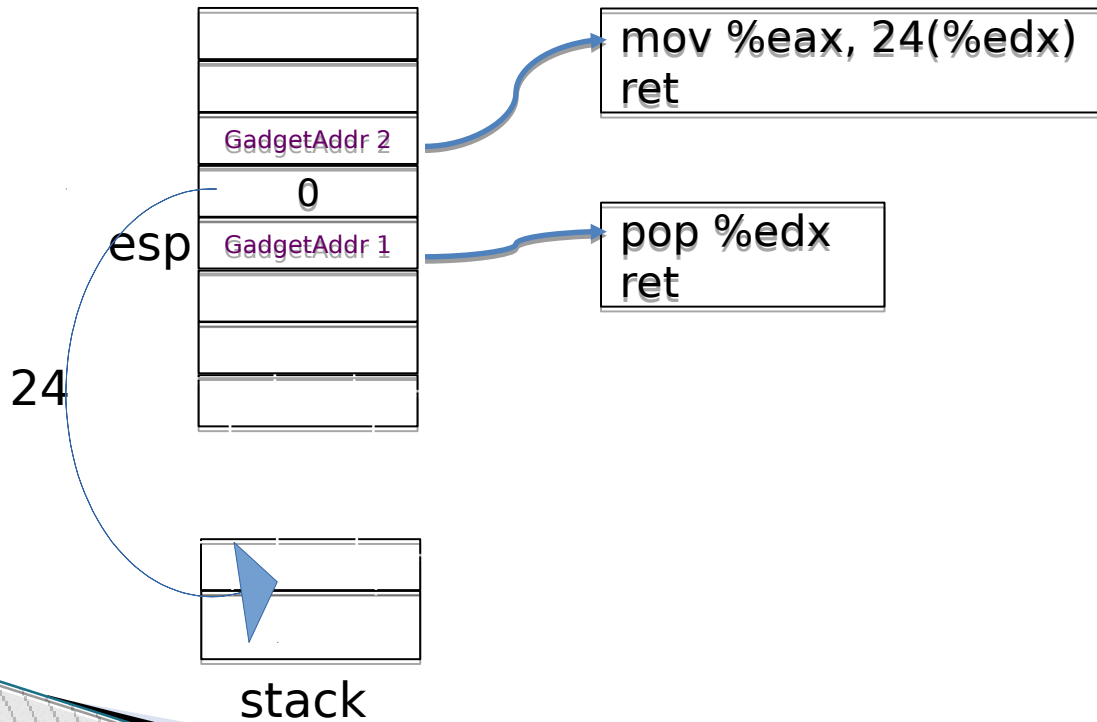 mov %eax, 24(%edx)
ret
GadgetAddr 2
0
esp
GadgetAddr 1
pop %edx
ret
24
stack